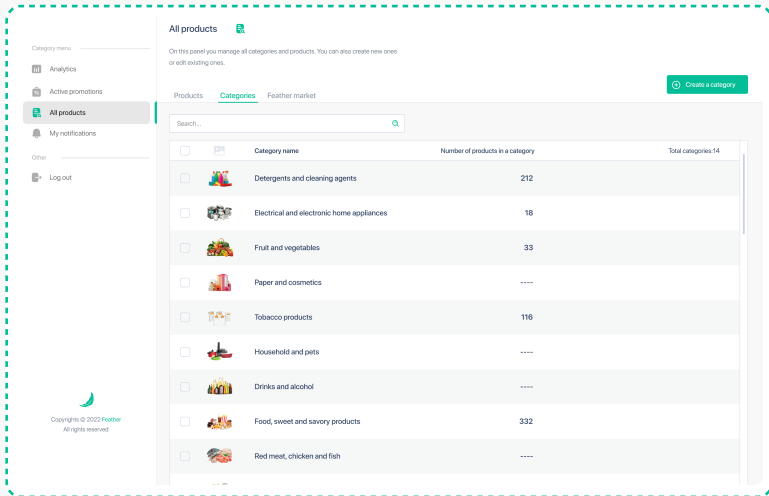 Category menu
Analytics
Active promotions
All products
My notifications
Other
Log out
Copyrights © 2022 Feather
All rights reserved
All products
On this panel you manage all categories and products. You can also create new ones
or edit existing ones.
Create a category
Products Categories Feather market
Search...
Category name Number of products in a category Total categories:14
Detergents and cleaning agents 212
Electrical and electronic home appliances 18
Fruit and vegetables 33
Paper and cosmetics ----
Tobacco products 116
Household and pets ----
Drinks and alcohol ----
Food, sweet and savory products 332
Red meat, chicken and fish ----